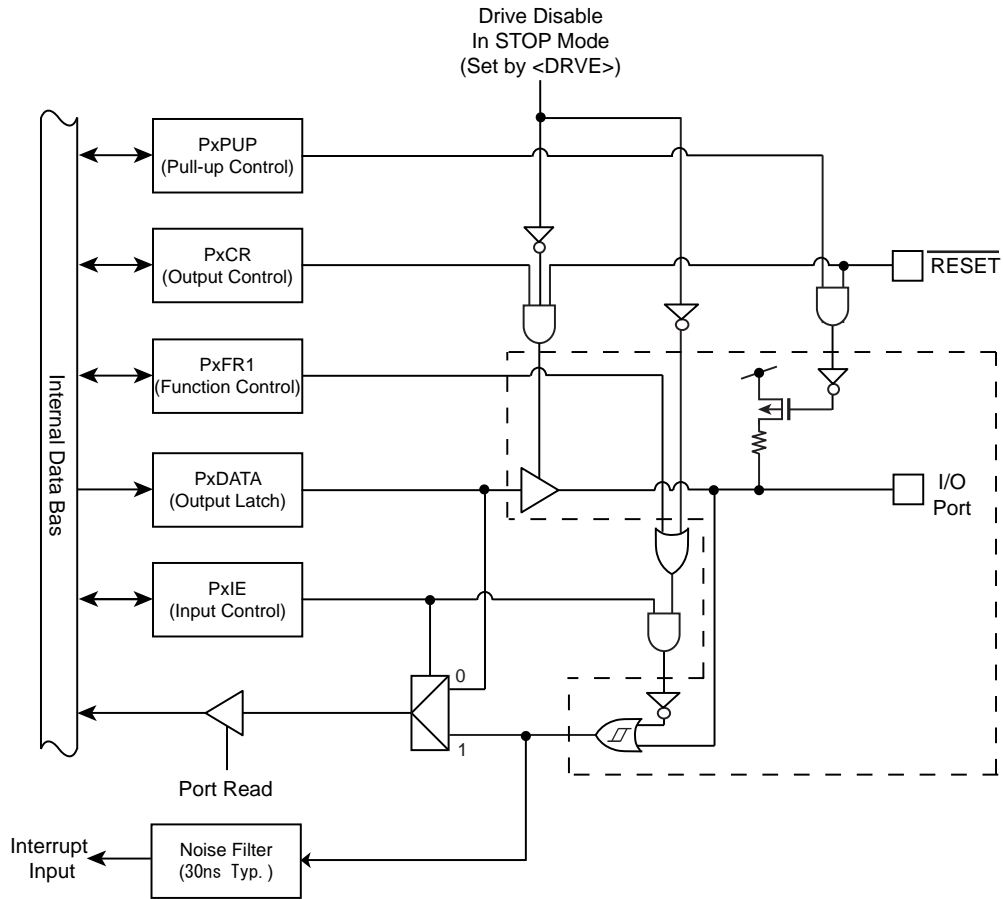 Drive Disable
In STOP Mode
(Set by <DRVE>)
PxPUP
(Pull-up Control)
PxCR
(Output Control)
RESET
PxFR1
(Function Control)
Internal Data Bas
PxDATA
(Output Latch)
I/O
Port
PxIE
(Input Control)
0
1
Port Read
Interrupt
Input
Noise Filter
(30ns Typ.)